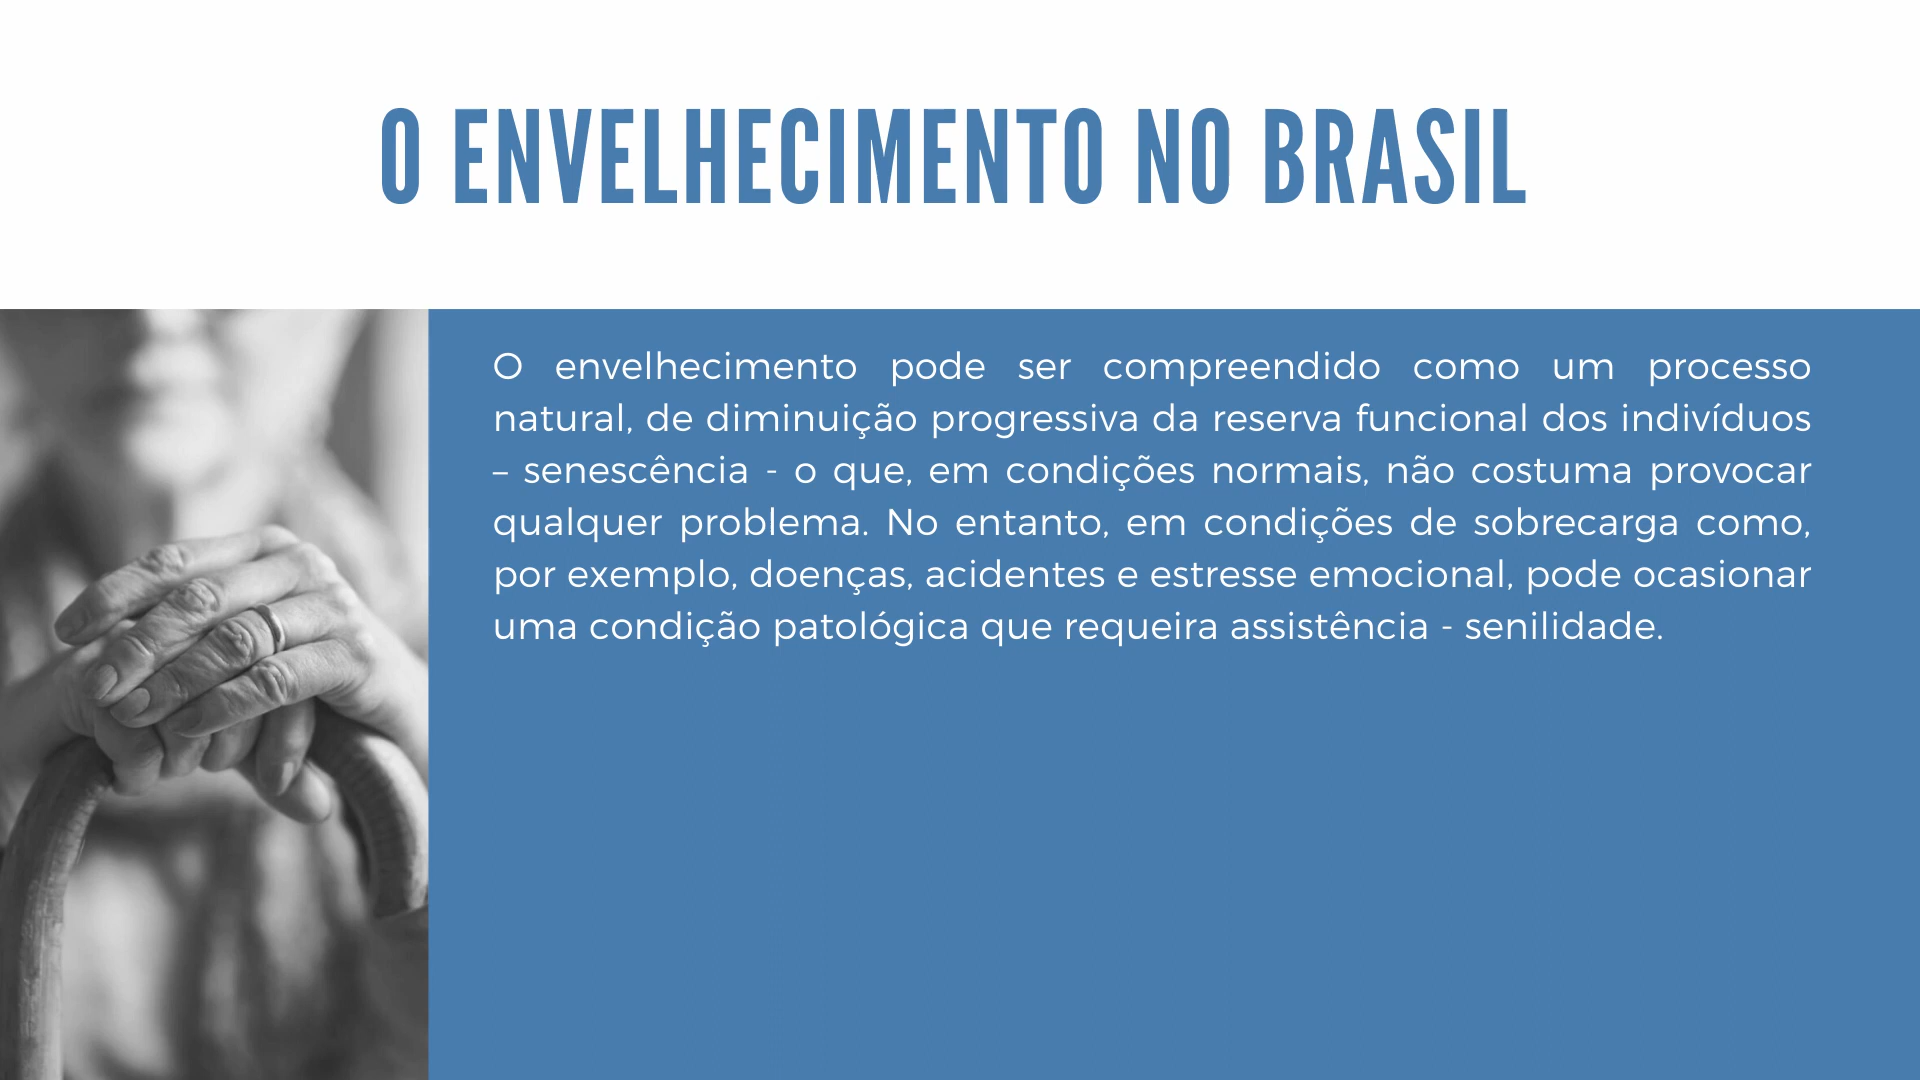 O ENVELHECIMENTO NO BRASIL
O envelhecimento pode ser compreendido como um processo
natural, de diminuição progressiva da reserva funcional dos indivíduos
– senescência - o que, em condições normais, não costuma provocar
qualquer problema. No entanto, em condições de sobrecarga como,
por exemplo, doenças, acidentes e estresse emocional, pode ocasionar
uma condição patológica que requeira assistência - senilidade.